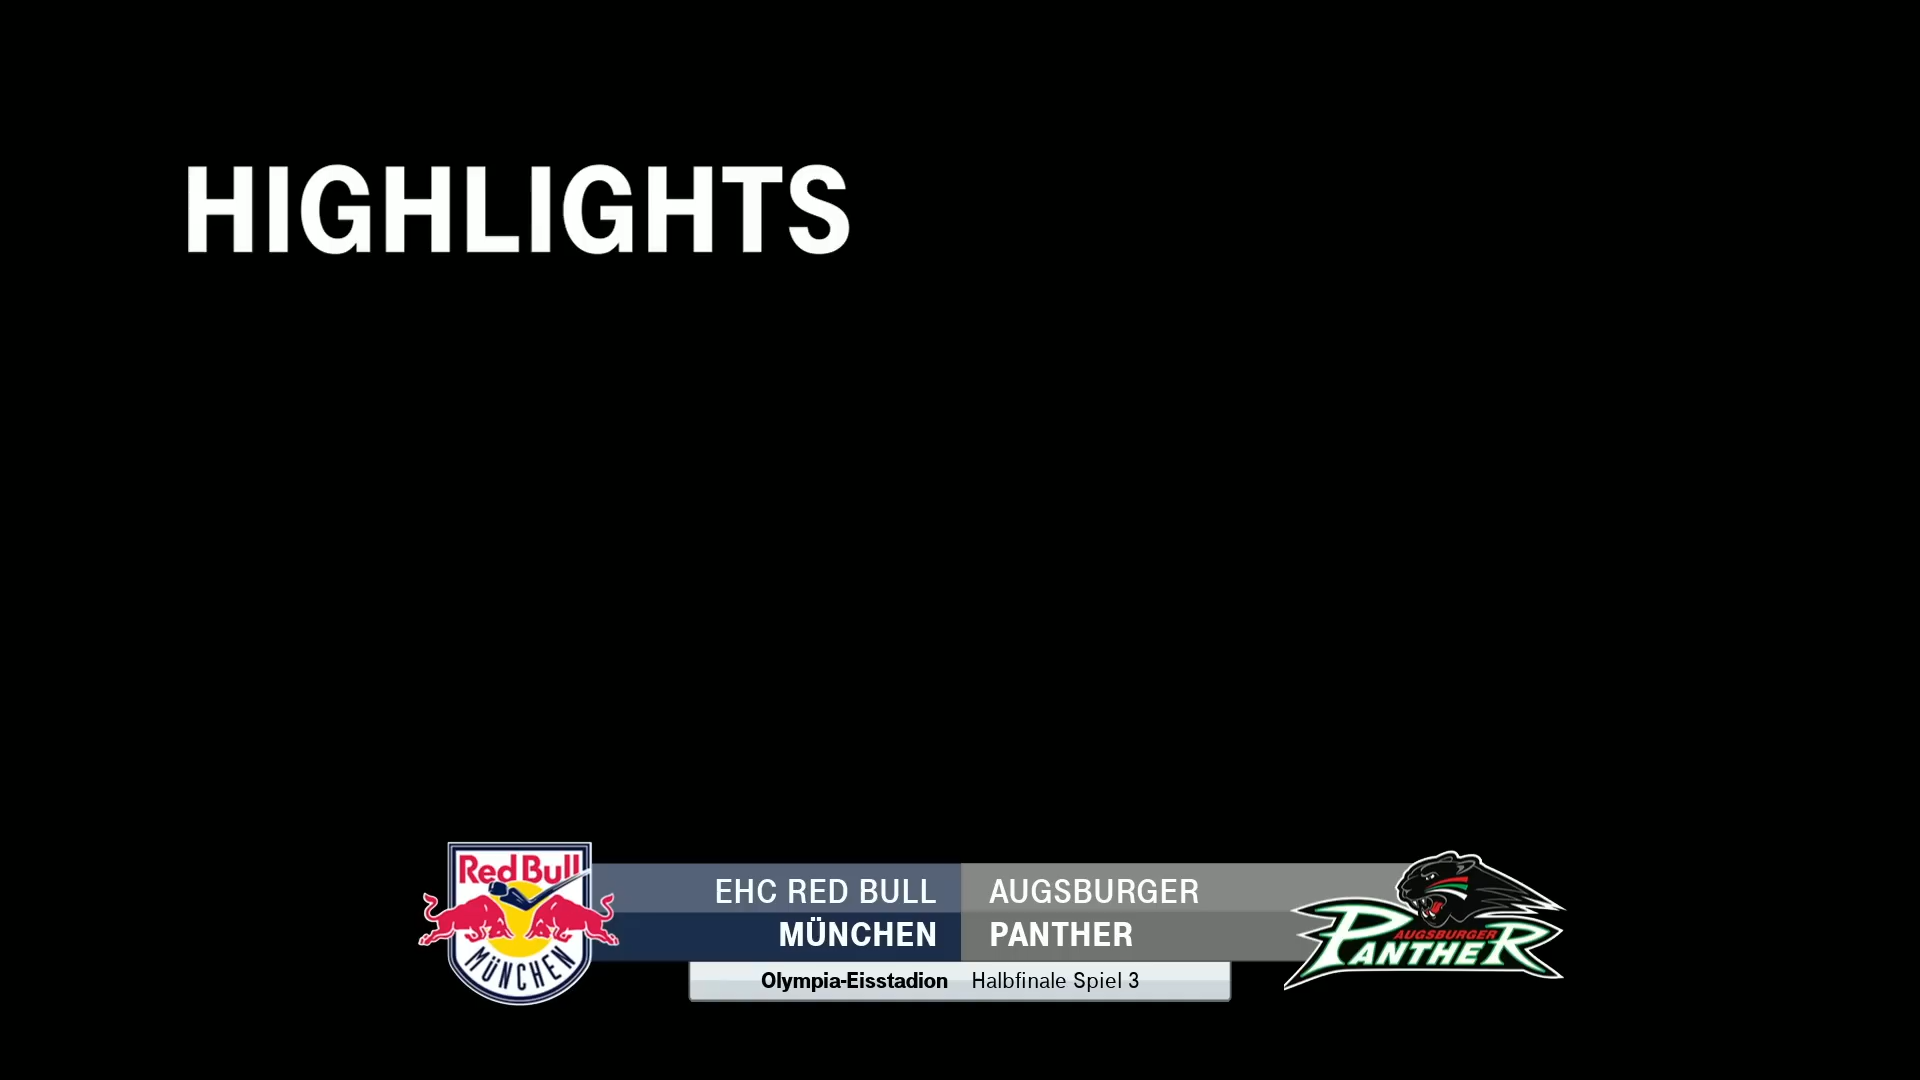 HIGHLIGHTS
Red Bull
MÜNCHEN
EHC RED BULL
MÜNCHEN
AUGSBURGER
PANTHER
AUGSBURGER
PANTHER
Olympia-Eisstadion Halbfinale Spiel 3